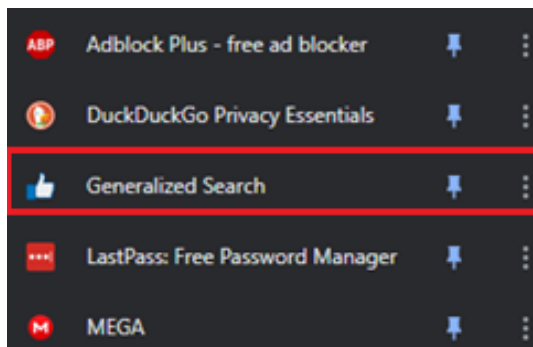 ABP Adblock Plus - free ad blocker
DuckDuckGo Privacy Essentials
Generalized Search
LastPass: Free Password Manager
M MEGA